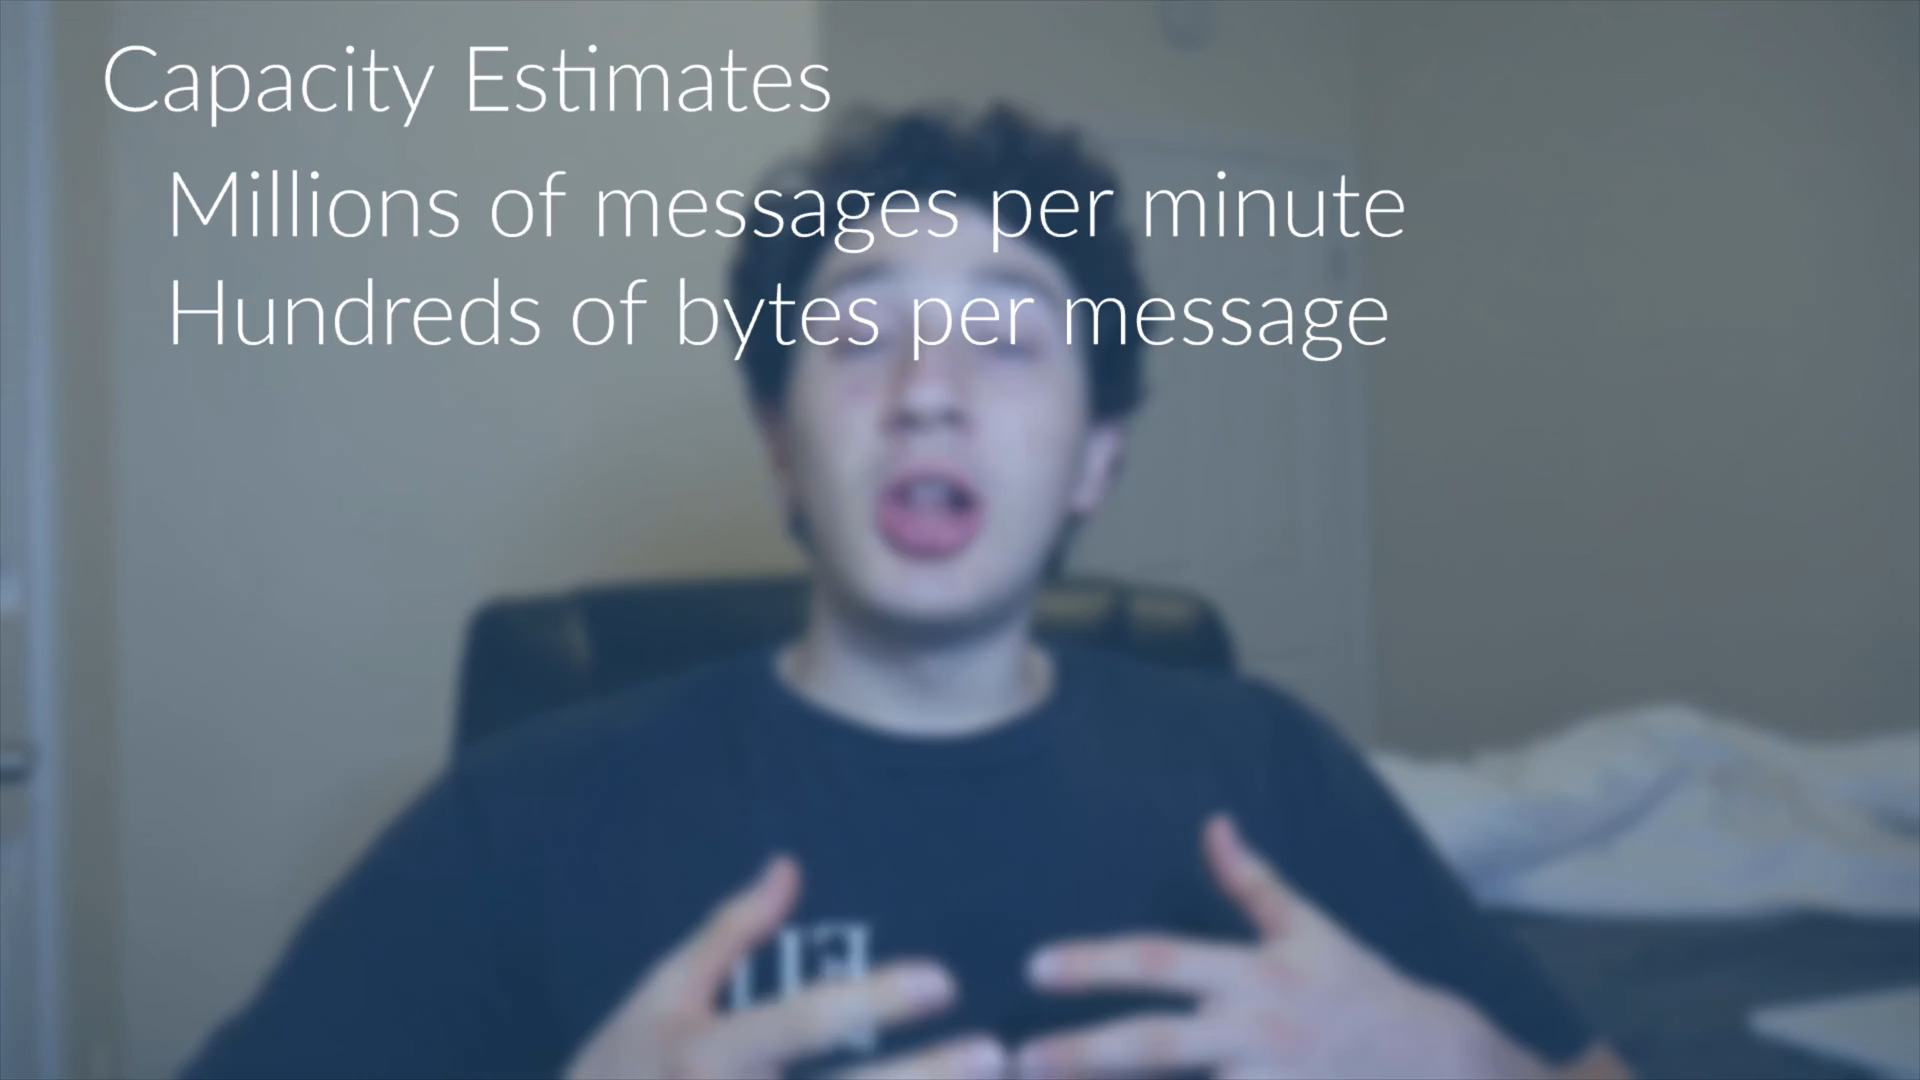 Capacity Estimates
Millions of messages per minute
Hundreds of bytes per message